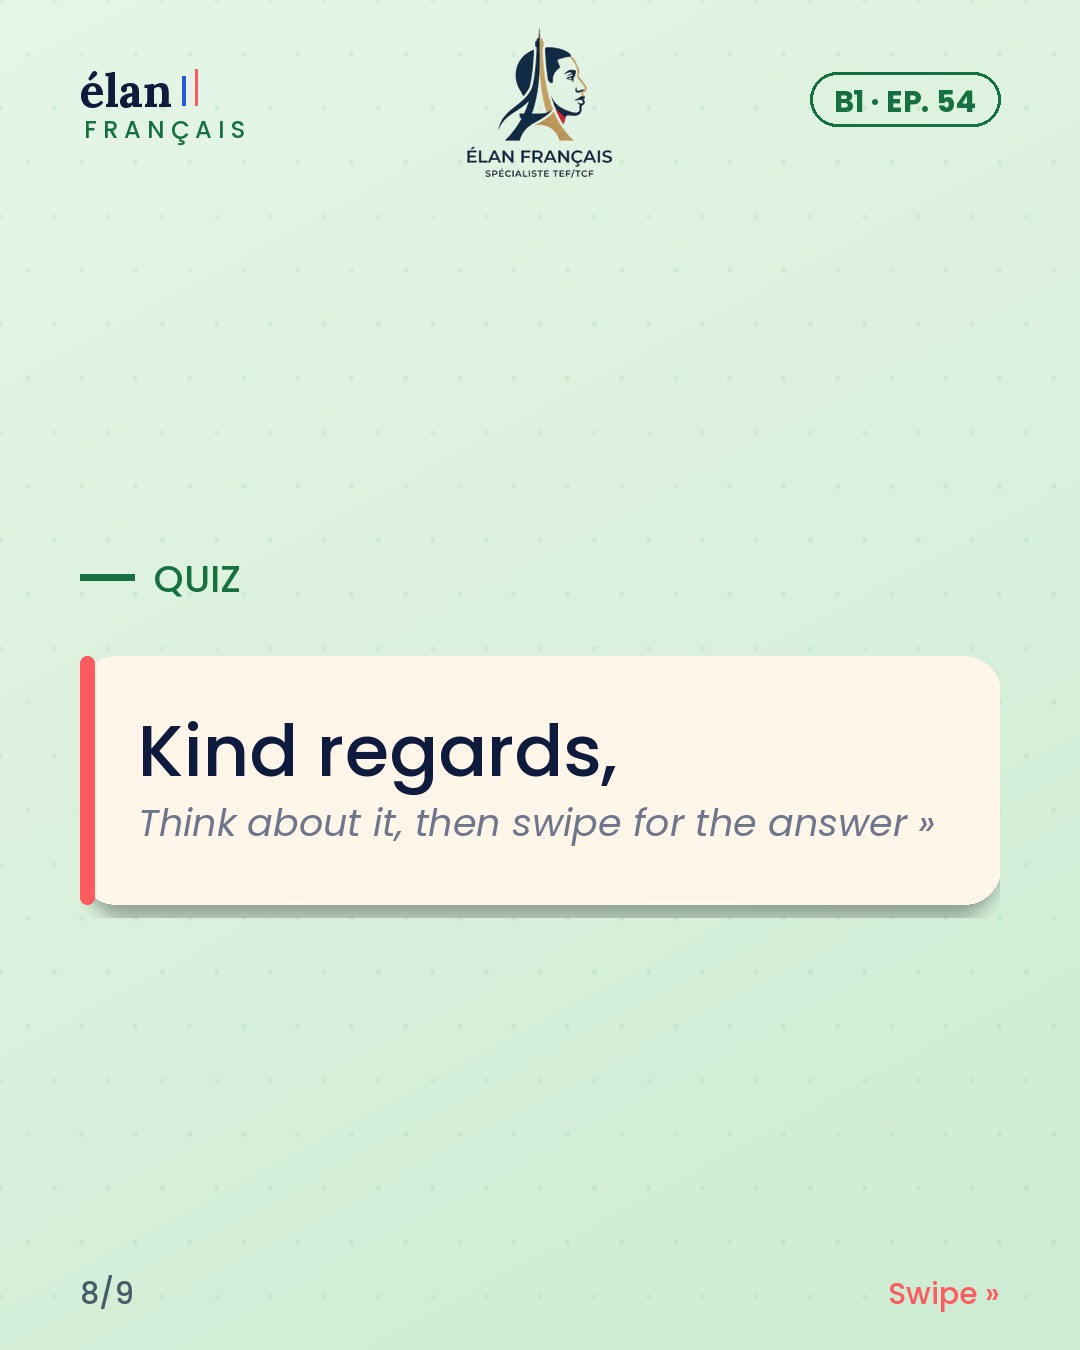 élan
FRANÇAIS
ÉLAN FRANÇAIS
SPÉCIALISTE TEF/TCF
B1 · EP. 54
QUIZ
Kind regards,
Think about it, then swipe for the answer »
8/9
Swipe »